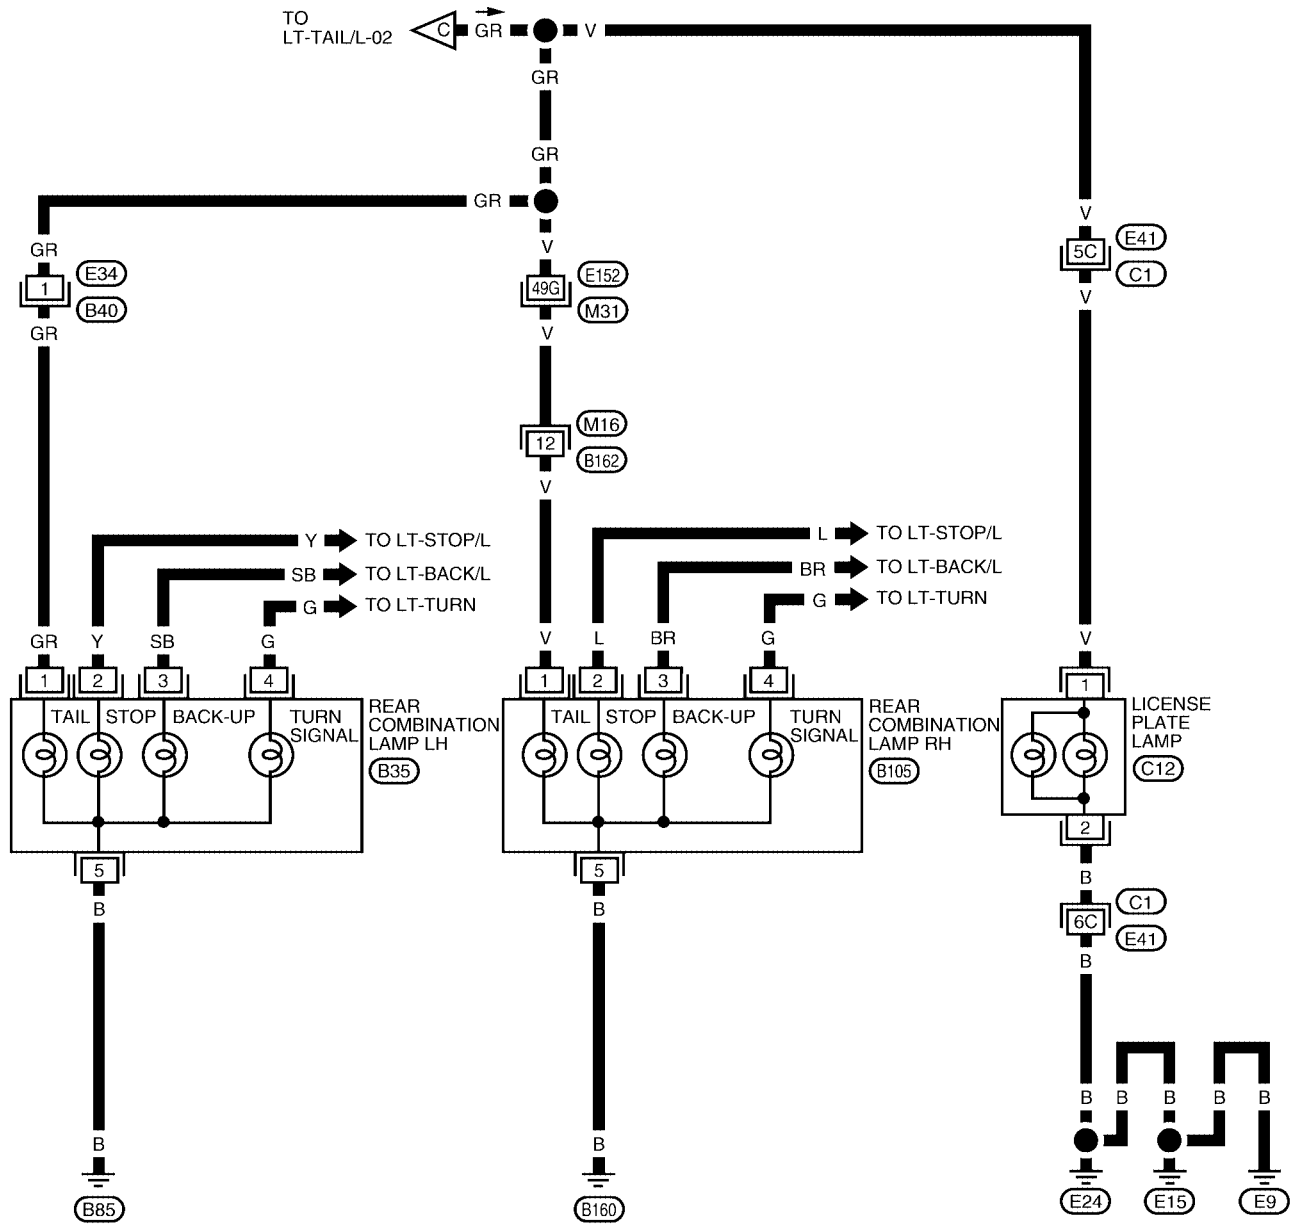 TO
LT-TAIL/L-02
C
GR
V
GR
GR
GR
V
V
GR
E34
E152
E41
1
49G
5C
B40
M31
C1
GR
V
V
M16
12
B162
V
Y
TO LT-STOP/L
L
TO LT-STOP/L
SB
TO LT-BACK/L
BR
TO LT-BACK/L
G
TO LT-TURN
G
TO LT-TURN
GR
Y
SB
G
V
L
BR
G
V
1
2
3
4
1
2
3
4
1
TAIL
STOP
BACK-UP
TURN
SIGNAL
REAR
COMBINATION
LAMP LH
B35
TAIL
STOP
BACK-UP
TURN
SIGNAL
REAR
COMBINATION
LAMP RH
B105
LICENSE
PLATE
LAMP
C12
5
5
2
B
B
B
C1
6C
E41
B
B
B
B
B
B
B
B
B85
B160
E24
E15
E9